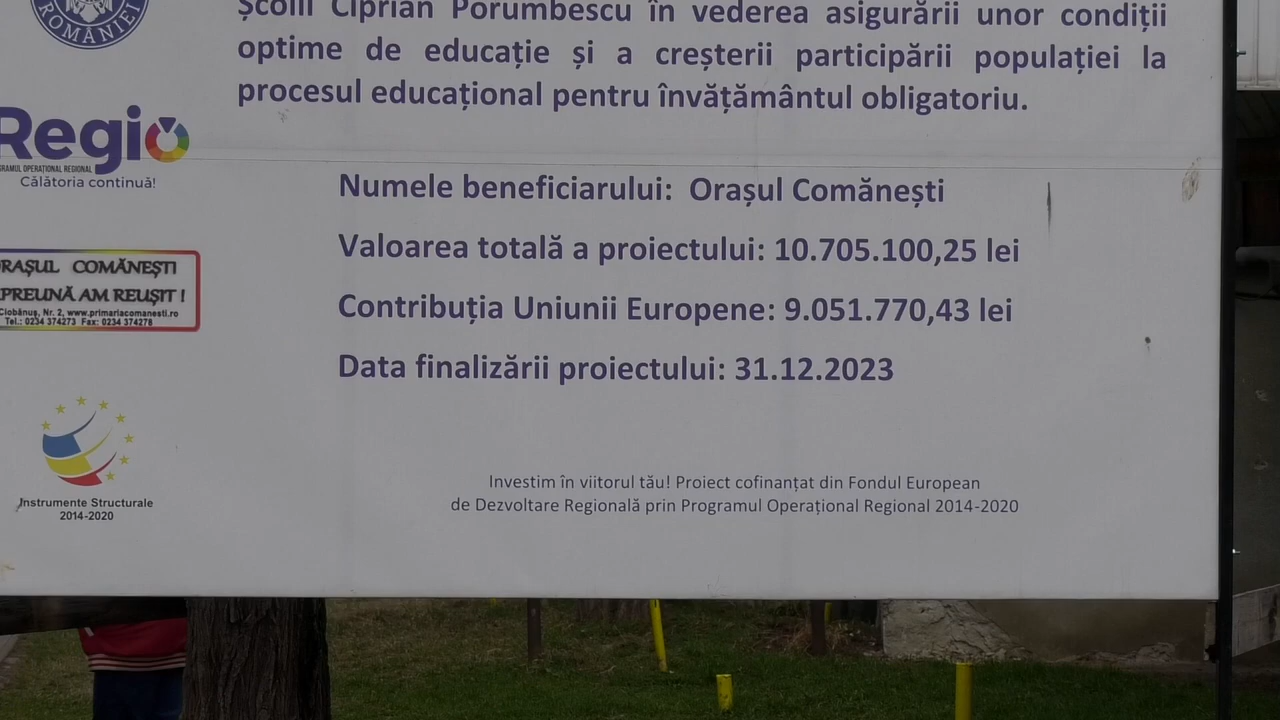 ROMÂNIEI
Școlii Ciprian Porumbescu în vederea asigurării unor condiții
optime de educație și a creșterii participării populației la
procesul educațional pentru învățământul obligatoriu.
Regio
PROGRAMUL OPERAȚIONAL REGIONAL
Călătoria continuă!
Numele beneficiarului: Orașul Comănești
Valoarea totală a proiectului: 10.705.100,25 lei
ORAȘUL COMĂNEȘTI
PREUNĂ AM REUȘIT !
Ciobănuș, Nr. 2, www.primariacomanesti.ro
Tel.: 0234 374273 Fax: 0234 374278
Contribuția Uniunii Europene: 9.051.770,43 lei
Data finalizării proiectului: 31.12.2023
Instrumente Structurale
2014-2020
Investim în viitorul tău! Proiect cofinanțat din Fondul European
de Dezvoltare Regională prin Programul Operațional Regional 2014-2020